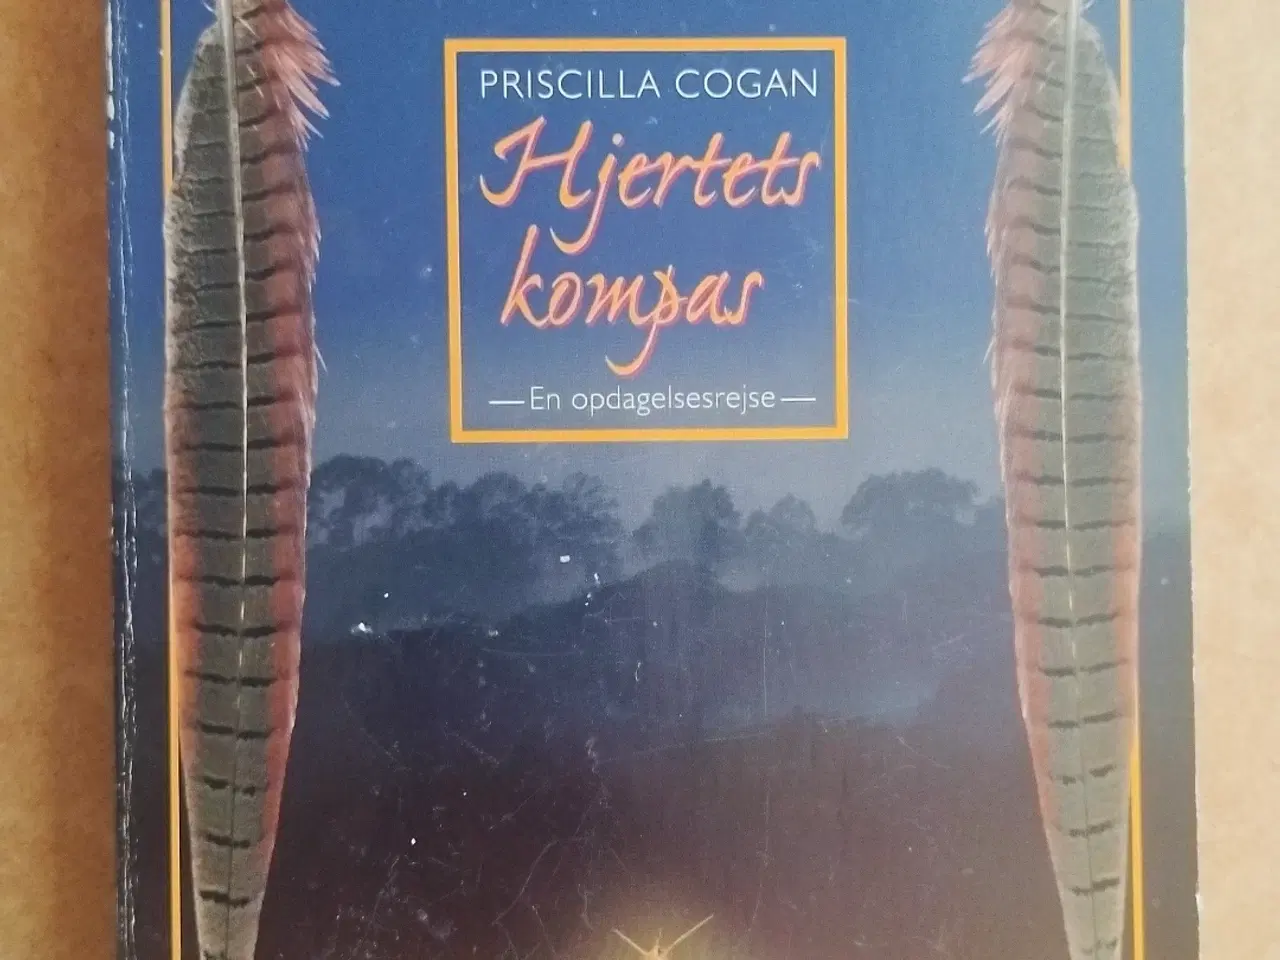 PRISCILLA COGAN
Hjertets
kompas
—En opdagelsesrejse—